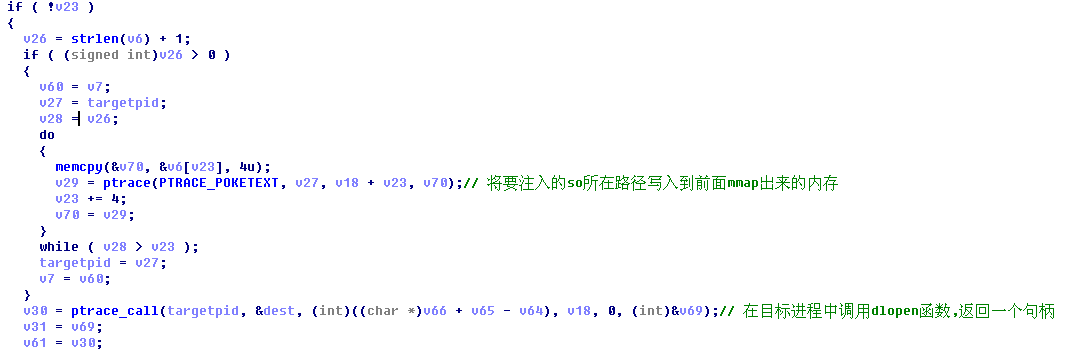 if ( !v23 )
{
v26 = strlen(v6) + 1;
if ( (signed int)v26 > 0 )
{
v60 = v7;
v27 = targetpid;
v28 = v26;
do
{
memcpy(&v70, &v6[v23], 4u);
v29 = ptrace(PTRACE_POKETEXT, v27, v18 + v23, v70);// 将要注入的so所在路径写入到前面mmap出来的内存
v23 += 4;
v70 = v29;
}
while ( v28 > v23 );
targetpid = v27;
v7 = v60;
}
v30 = ptrace_call(targetpid, &dest, (int)((char *)v66 + v65 - v64), v18, 0, (int)&v69);// 在目标进程中调用dlopen函数,返回一个句柄
v31 = v69;
v61 = v30;